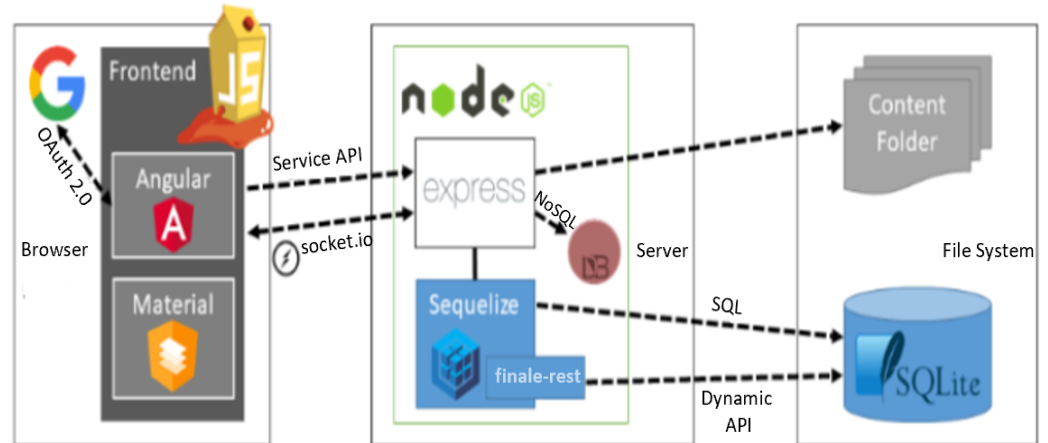 Frontend
JS
node
JS
OAuth 2.0
Angular
A
Service API
express
NoSQL
DB
Content
Folder
Browser
socket.io
Server
File System
Material
Sequelize
SQL
finale-rest
SQLite
Dynamic
API